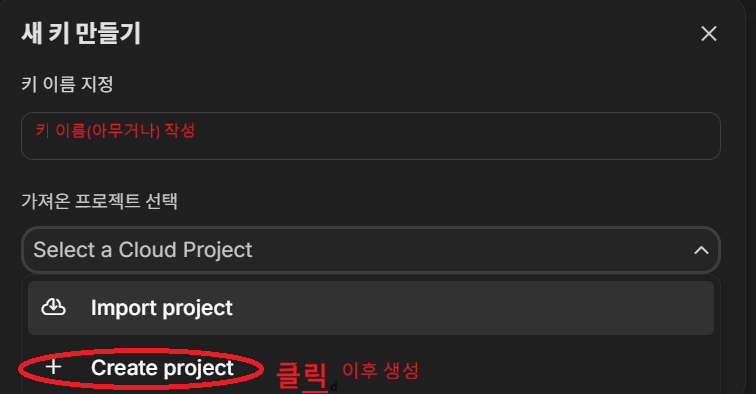 새 키 만들기
키 이름 지정
키 이름(아무거나) 작성
가져온 프로젝트 선택
Select a Cloud Project
Import project
Create project 클릭d 이후 생성